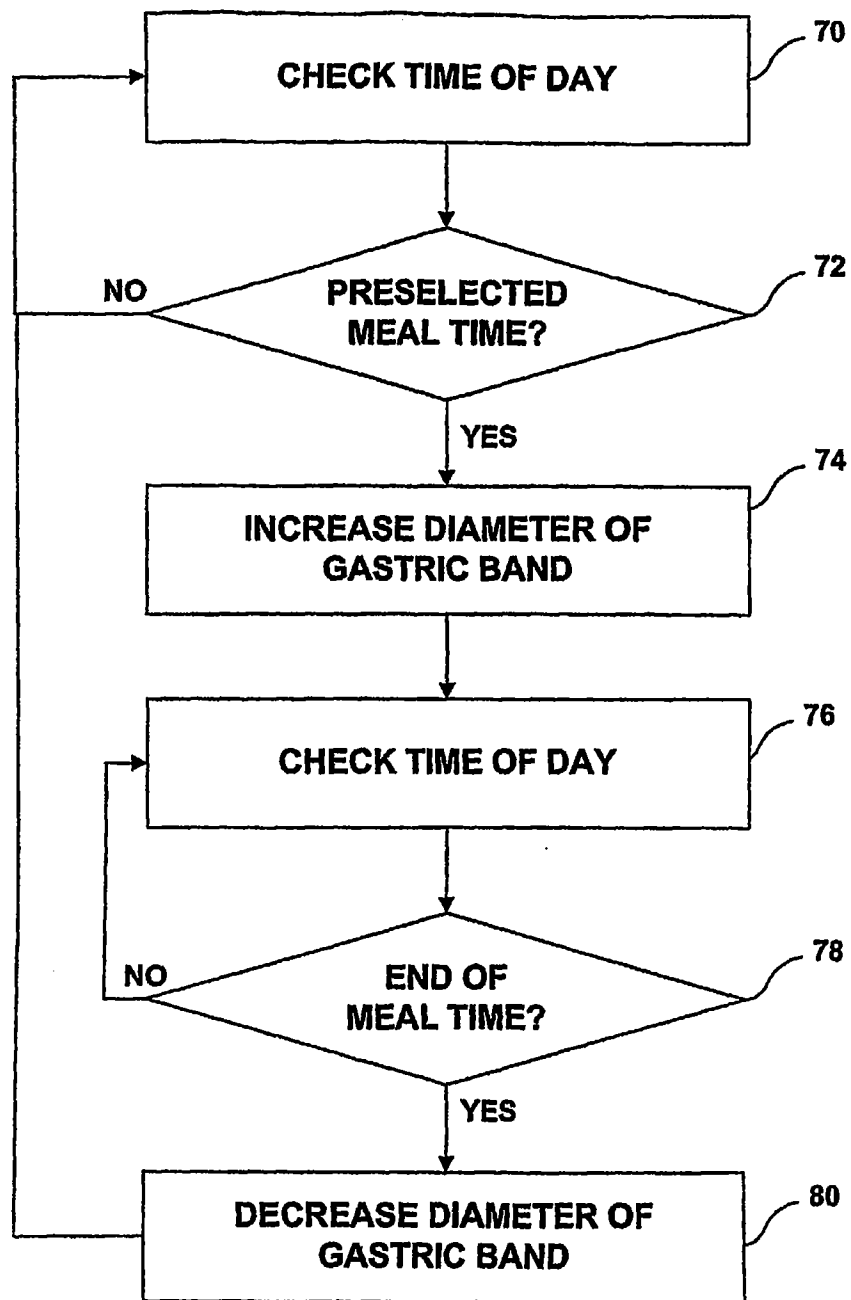 70
CHECK TIME OF DAY
72
NO
PRESELECTED
MEAL TIME?
YES
74
INCREASE DIAMETER OF
GASTRIC BAND
76
CHECK TIME OF DAY
78
NO
END OF
MEAL TIME?
YES
80
DECREASE DIAMETER OF
GASTRIC BAND